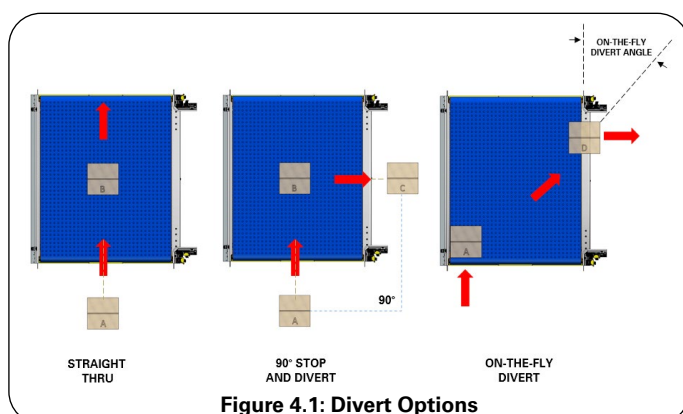 ON-THE-FLY
DIVERT ANGLE
B
A
B
C
A
90°
D
A
STRAIGHT
THRU
90° STOP
AND DIVERT
ON-THE-FLY
DIVERT
Figure 4.1: Divert Options